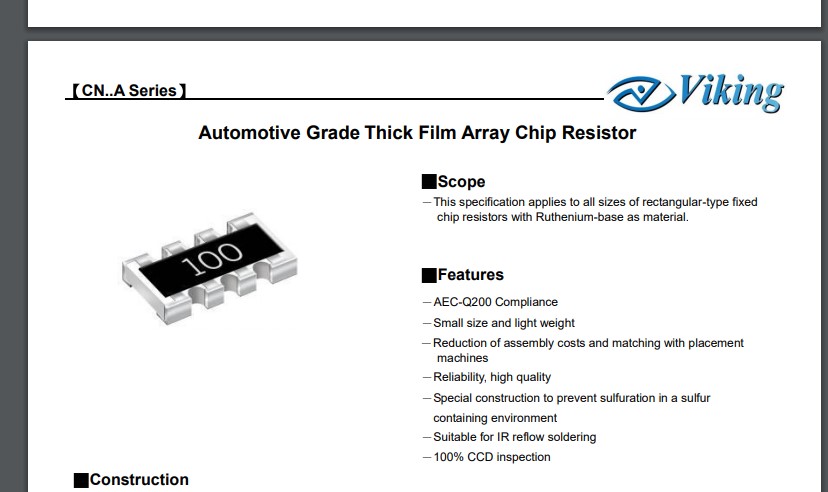 【CN..A Series】
Viking
Automotive Grade Thick Film Array Chip Resistor
100
■Scope
－This specification applies to all sizes of rectangular-type fixed
chip resistors with Ruthenium-base as material.
■Features
－AEC-Q200 Compliance
－Small size and light weight
－Reduction of assembly costs and matching with placement
machines
－Reliability, high quality
－Special construction to prevent sulfuration in a sulfur
containing environment
－Suitable for IR reflow soldering
－100% CCD inspection
■Construction